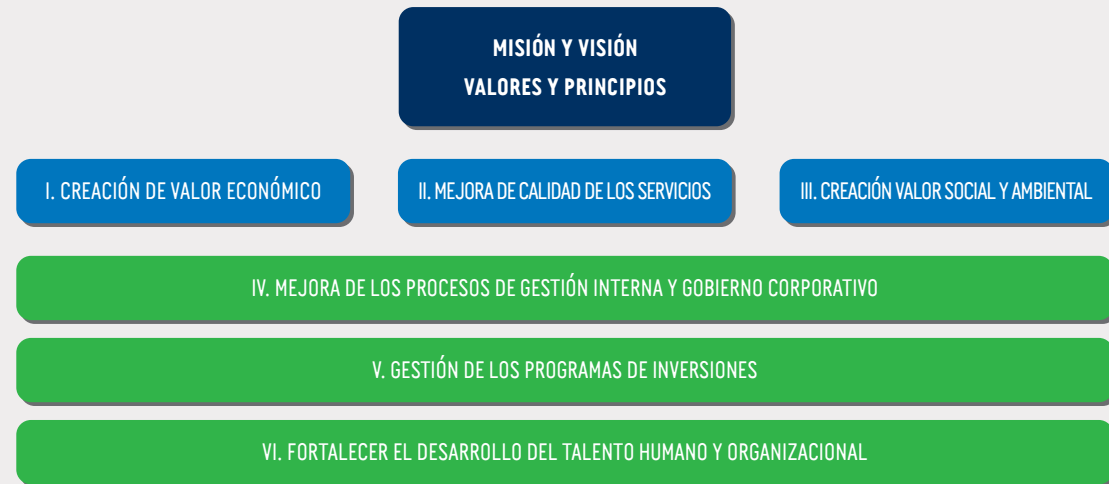 MISIÓN Y VISIÓN
VALORES Y PRINCIPIOS
I. CREACIÓN DE VALOR ECONÓMICO
II. MEJORA DE CALIDAD DE LOS SERVICIOS
III. CREACIÓN VALOR SOCIAL Y AMBIENTAL
IV. MEJORA DE LOS PROCESOS DE GESTIÓN INTERNA Y GOBIERNO CORPORATIVO
V. GESTIÓN DE LOS PROGRAMAS DE INVERSIONES
VI. FORTALECER EL DESARROLLO DEL TALENTO HUMANO Y ORGANIZACIONAL